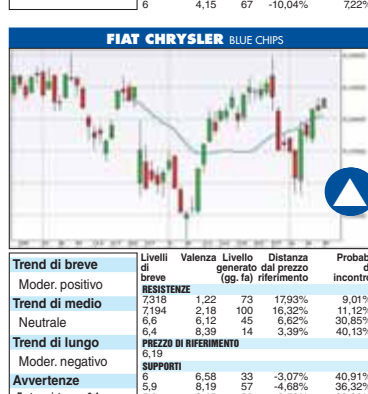 6 4,15 67 -10,04% 7,22%
FIAT CHRYSLER BLUE CHIPS
Trend di breve
Moder. positivo
Trend di medio
Neutrale
Trend di lungo
Moder. negativo
Avvertenze
Livelli di breve Valenza Livello generato (gg. fa) Distanza dal prezzo riferimento Probab
incontro
RESISTENZE
7,318 1,22 73 17,93% 9,01%
7,194 2,18 100 16,32% 11,12%
6,6 6,12 45 6,62% 30,85%
6,4 8,39 14 3,39% 40,13%
PREZZO DI RIFERIMENTO
6,19
SUPPORTI
6 6,58 33 -3,07% 40,91%
5,9 8,19 57 -4,68% 36,32%